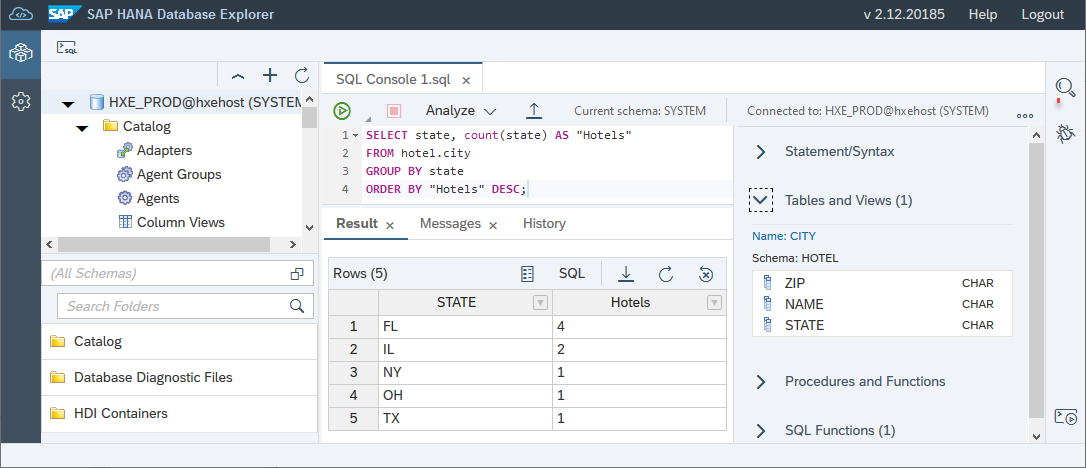 SAP SAP HANA Database Explorer v 2.12.20185 Help Logout
SQL
SQL Console 1.sql
HXE_PROD@hxehost (SYSTEM
Catalog
Adapters
Agent Groups
Agents
Column Views
(All Schemas)
Search Folders
Catalog
Database Diagnostic Files
HDI Containers
Analyze Current schema: SYSTEM Connected to: HXE_PROD@hxehost (SYSTEM)
1 SELECT state, count(state) AS "Hotels"
2 FROM hotel.city
3 GROUP BY state
4 ORDER BY "Hotels" DESC;
Result Messages History
Rows (5) SQL
STATE Hotels
1 FL 4
2 IL 2
3 NY 1
4 OH 1
5 TX 1
Statement/Syntax
Tables and Views (1)
Name: CITY
Schema: HOTEL
ZIP CHAR
NAME CHAR
STATE CHAR
Procedures and Functions
SQL Functions (1)